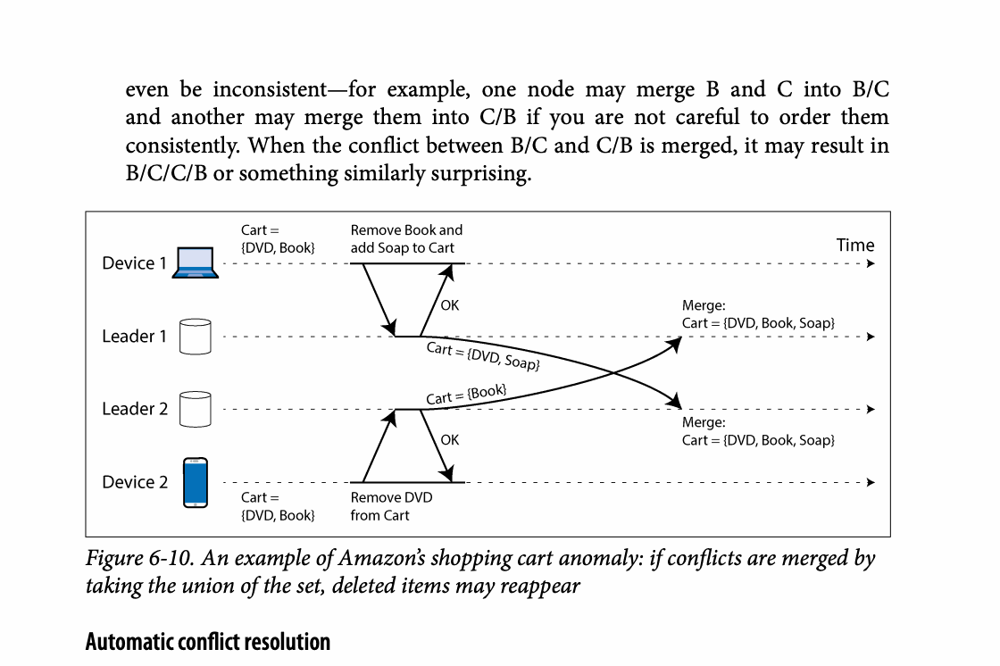 even be inconsistent—for example, one node may merge B and C into B/C
and another may merge them into C/B if you are not careful to order them
consistently. When the conflict between B/C and C/B is merged, it may result in
B/C/C/B or something similarly surprising.
Cart =
{DVD, Book}
Remove Book and
add Soap to Cart
Time
Device 1
OK
Merge:
Cart = {DVD, Book, Soap}
Leader 1
Cart = {DVD, Soap}
Cart = {Book}
Leader 2
OK
Merge:
Cart = {DVD, Book, Soap}
Device 2
Cart =
{DVD, Book}
Remove DVD
from Cart
Figure 6-10. An example of Amazon’s shopping cart anomaly: if conflicts are merged by
taking the union of the set, deleted items may reappear
Automatic conflict resolution